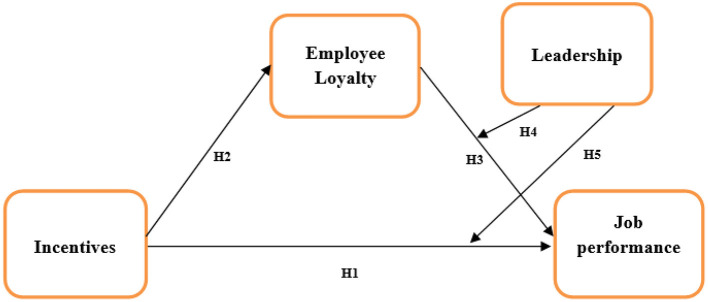 Employee
Loyalty
Leadership
H4
H2
H3
H5
Incentives
Job
performance
H1